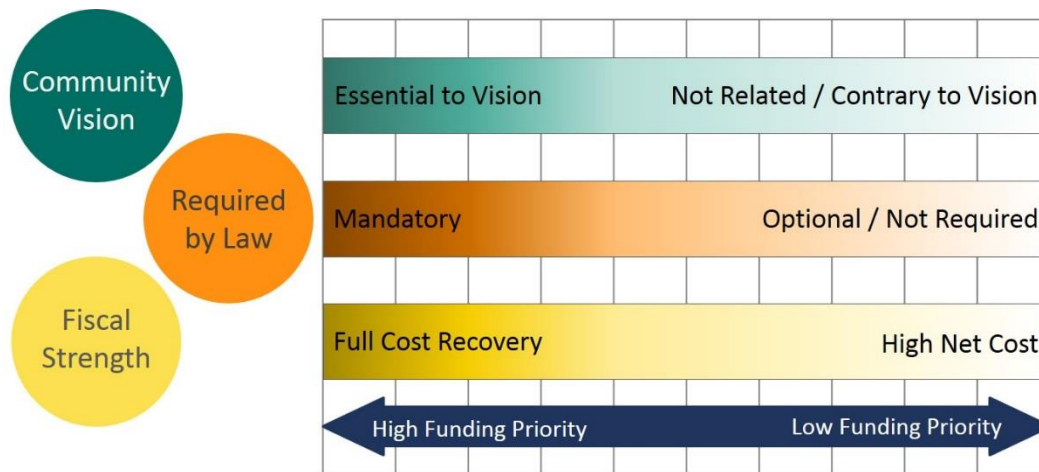 Community
Vision
Essential to Vision
Not Related / Contrary to Vision
Required
by Law
Mandatory
Optional / Not Required
Fiscal
Strength
Full Cost Recovery
High Net Cost
High Funding Priority
Low Funding Priority